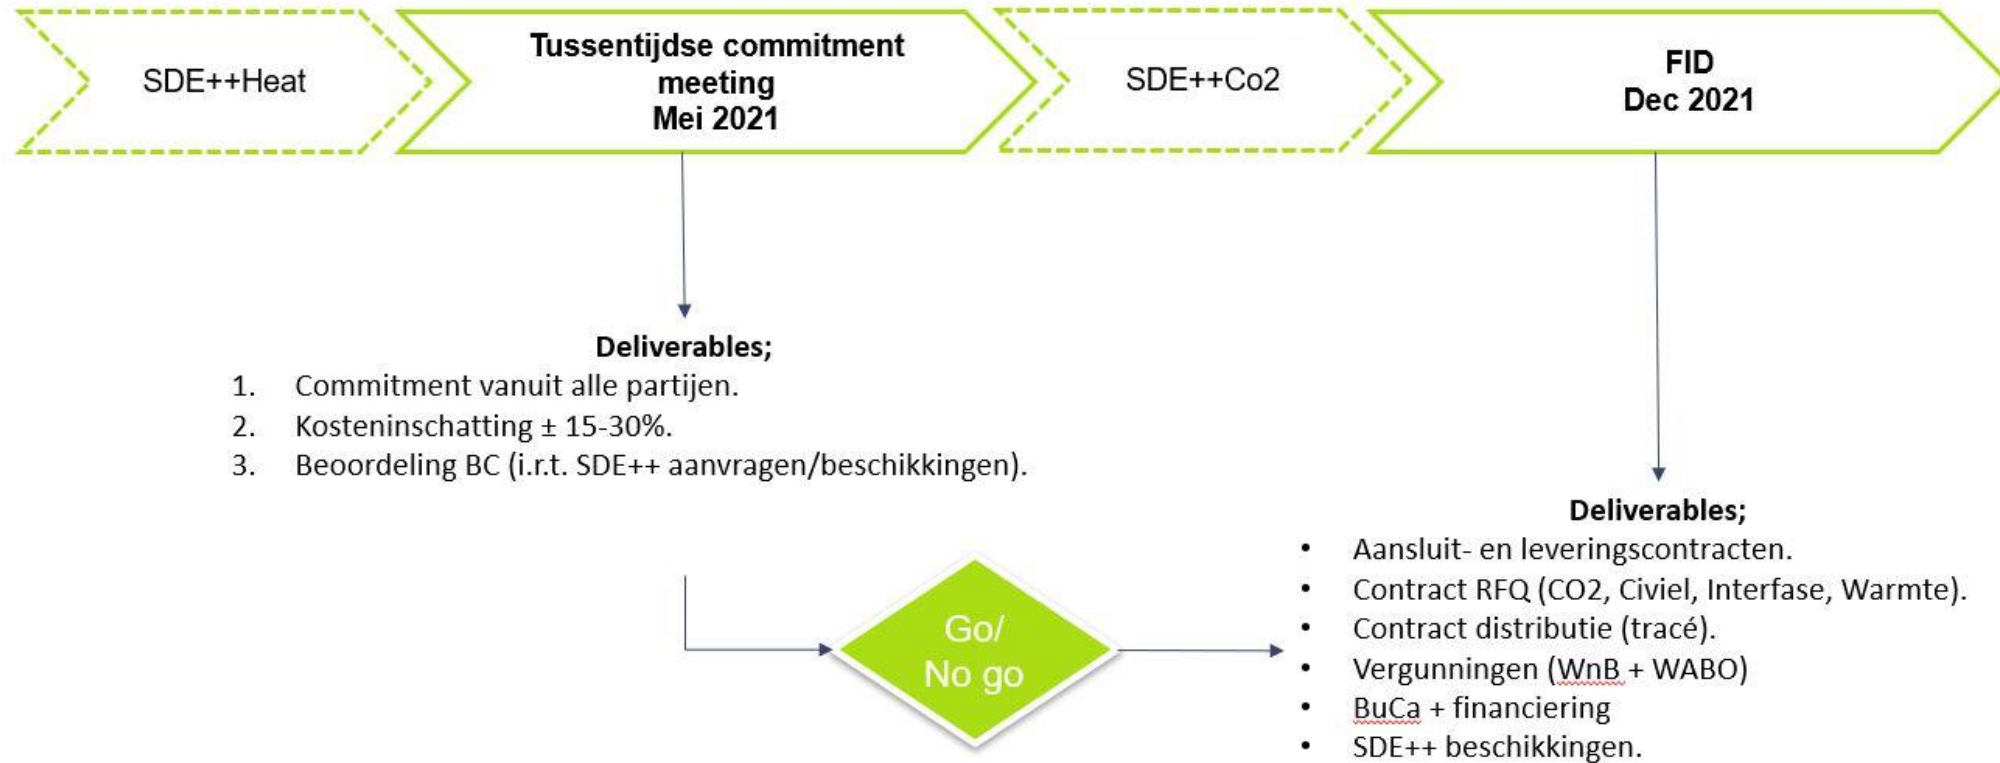 SDE++Heat
Tussentijdse commitment
meeting
Mei 2021
SDE++Co2
FID
Dec 2021
Deliverables;
1. Commitment vanuit alle partijen.
2. Kosteninschatting ± 15-30%.
3. Beoordeling BC (i.r.t. SDE++ aanvragen/beschikkingen).
Go/
No go
Deliverables;
• Aansluit- en leveringscontracten.
• Contract RFQ (CO2, Civiel, Interfase, Warmte).
• Contract distributie (tracé).
• Vergunningen (WnB + WABO)
• BuCa + financiering
• SDE++ beschikkingen.